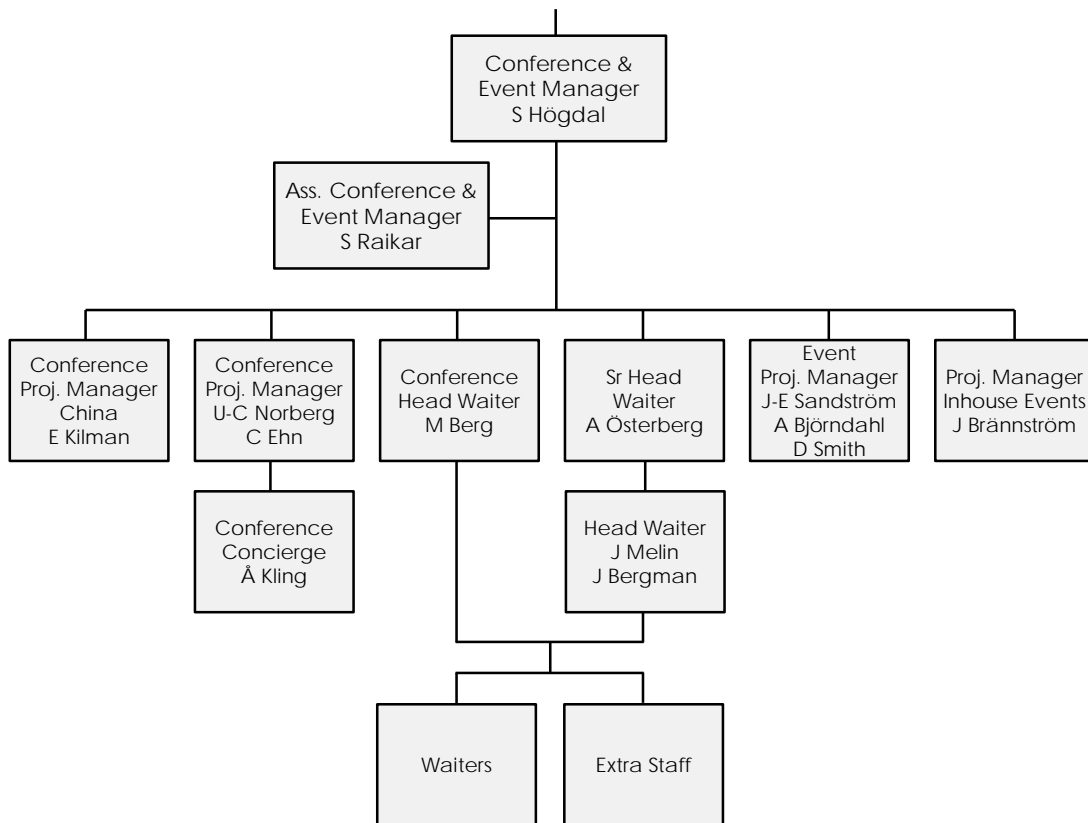 Conference &
Event Manager
S Högdal
Ass. Conference &
Event Manager
S Raikar
Conference
Proj. Manager
China
E Kilman
Conference
Proj. Manager
U-C Norberg
C Ehn
Conference
Head Waiter
M Berg
Sr Head
Waiter
A Österberg
Event
Proj. Manager
J-E Sandström
A Björndahl
D Smith
Proj. Manager
Inhouse Events
J Brännström
Conference
Concierge
Å Kling
Head Waiter
J Melin
J Bergman
Waiters
Extra Staff